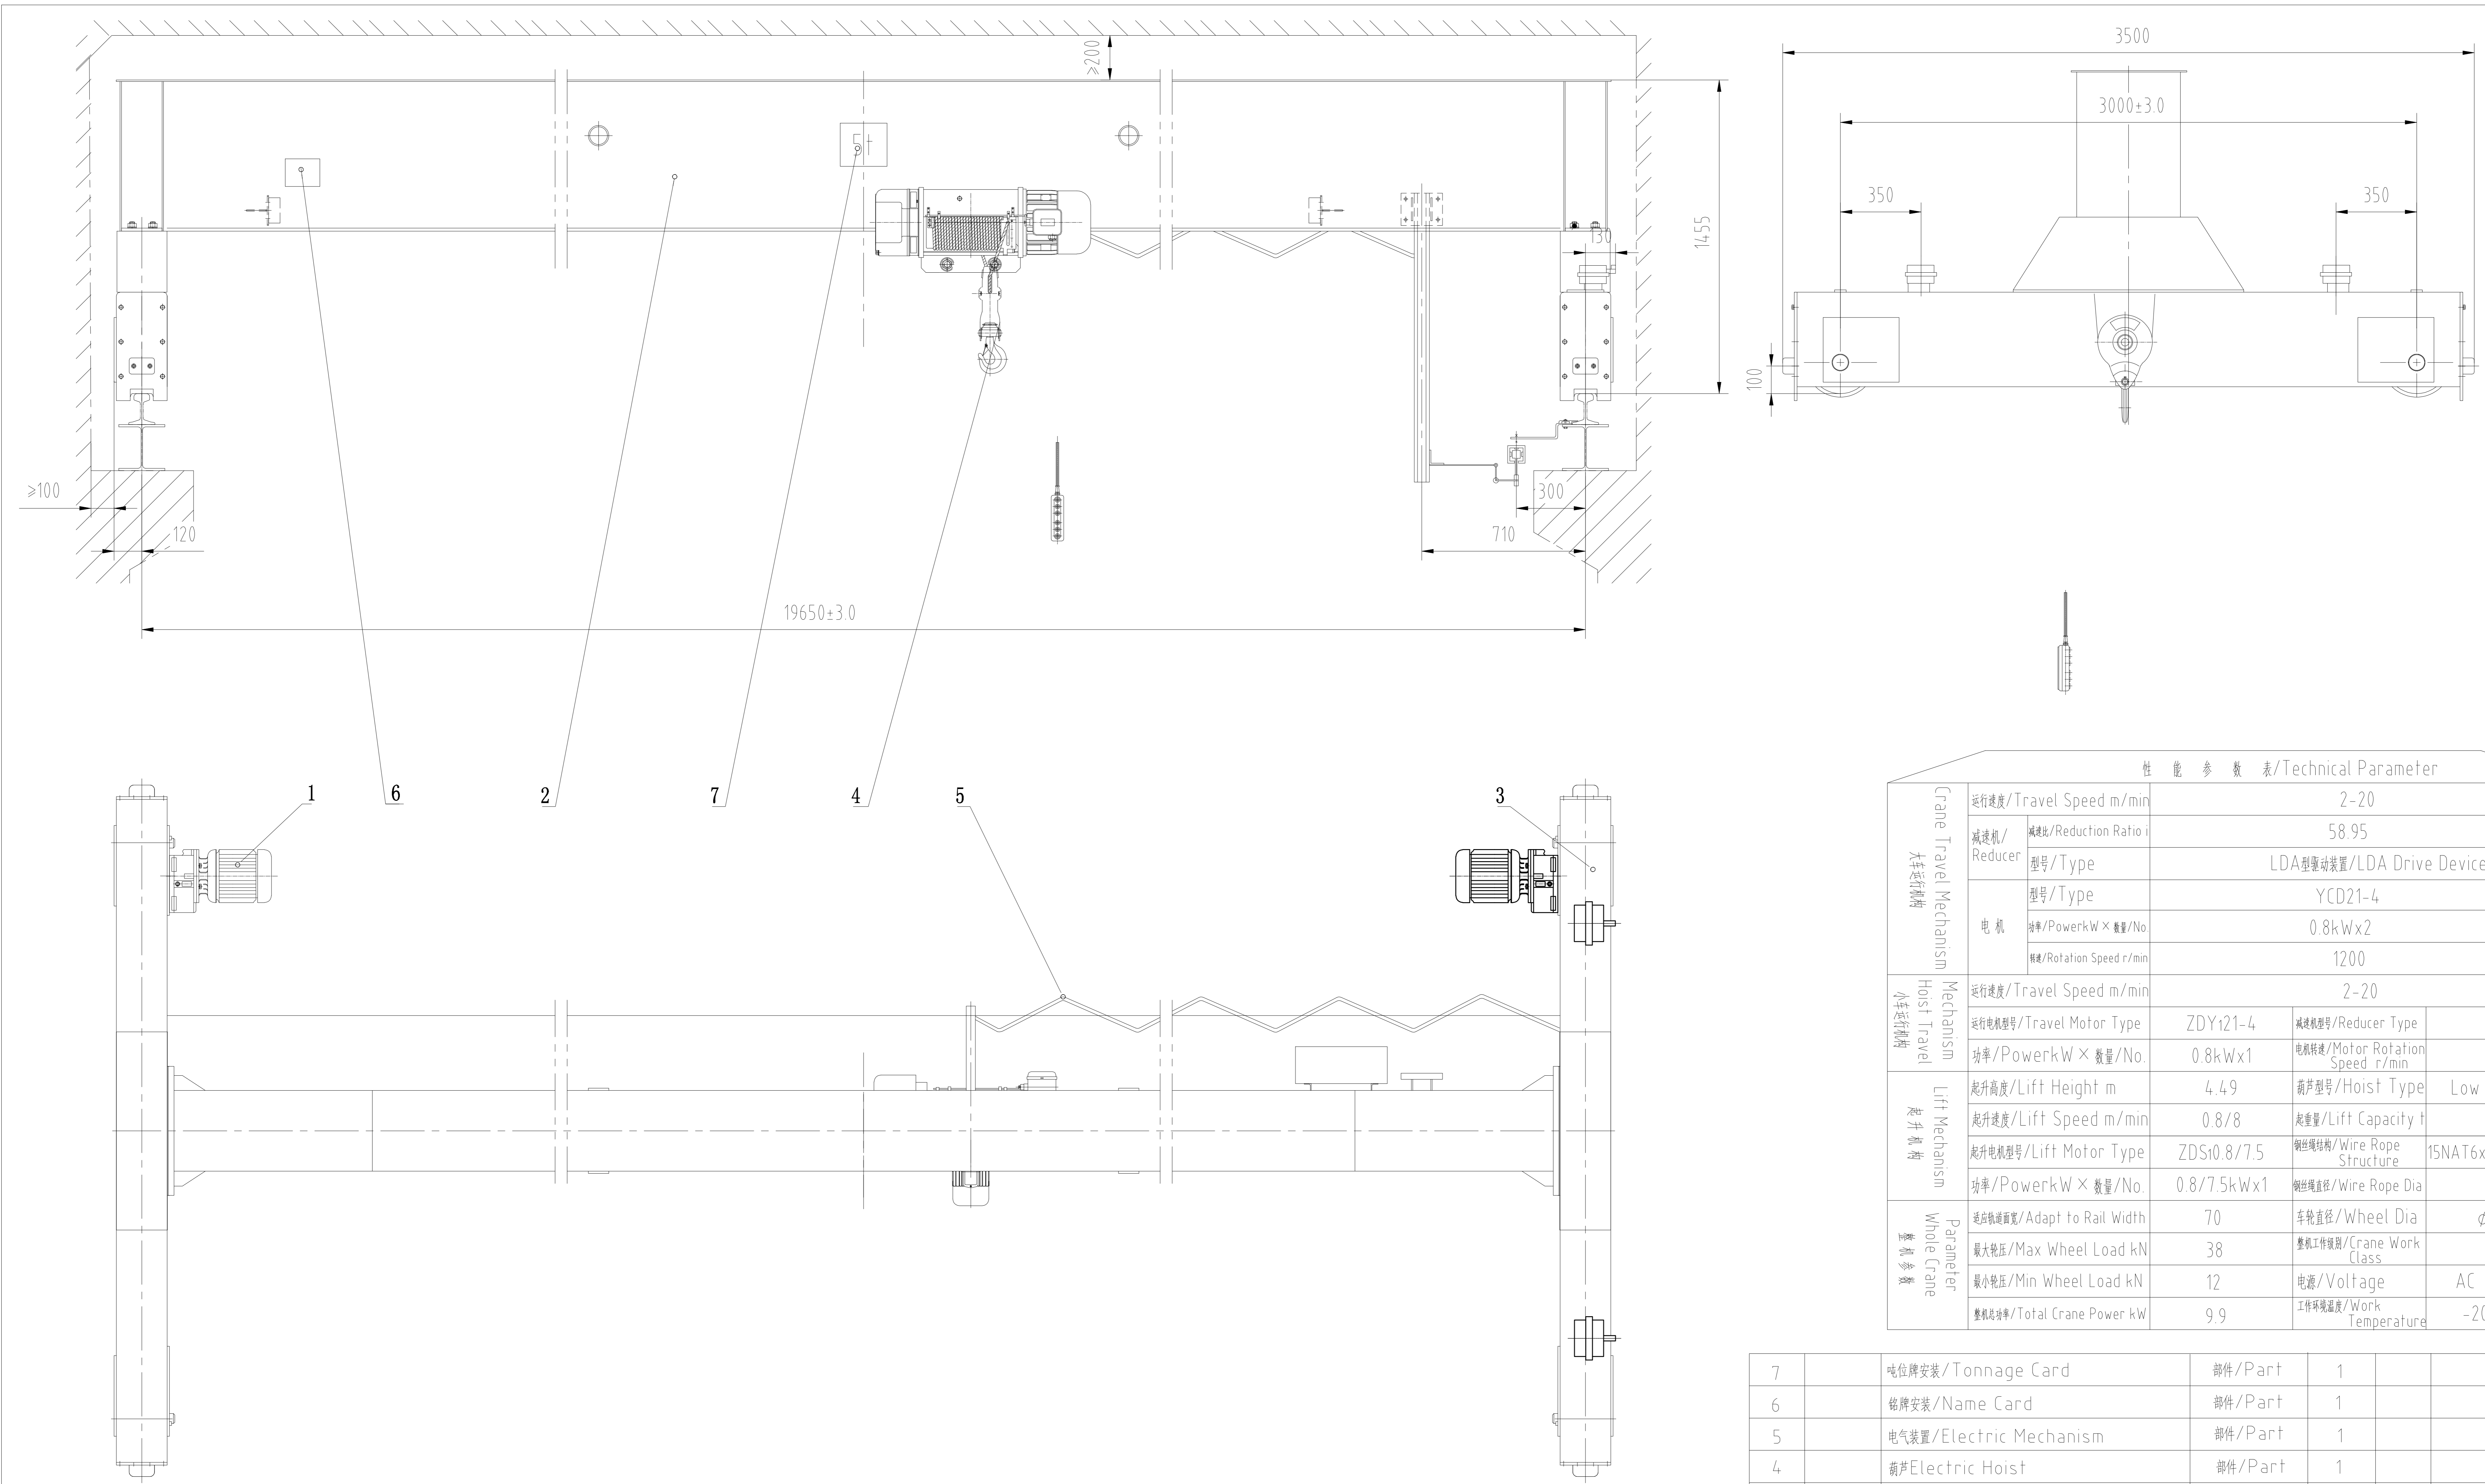 ≥200
3500
3000±3.0
5t
350
350
1455
130
100
≥100
120
300
710
19650±3.0
1
6
2
7
4
5
3
性能参数表/Technical Parameter
Crane Travel Mechanism
大车运行机构
运行速度/Travel Speed m/min 2-20
减速机/
Reducer
减速比/Reduction Ratio i 58.95
型号/Type LDA型驱动装置/LDA Drive Device
电机
型号/Type YCD21-4
功率/PowerkW×数量/No. 0.8kWx2
转速/Rotation Speed r/min 1200
Mechanism
Hoist Travel
小车运行机构
运行速度/Travel Speed m/min 2-20
运行电机型号/Travel Motor Type ZDY121-4 减速机型号/Reducer Type
功率/PowerkW×数量/No. 0.8kWx1 电机转速/Motor Rotation
Speed r/min
Lift Mechanism
起升机构
起升高度/Lift Height m 4.49 葫芦型号/Hoist Type Low
起升速度/Lift Speed m/min 0.8/8 起重量/Lift Capacity t
起升电机型号/Lift Motor Type ZDS10.8/7.5 钢丝绳结构/Wire Rope
Structure 15NAT6x
功率/PowerkW×数量/No. 0.8/7.5kWx1 钢丝绳直径/Wire Rope Dia
Parameter
Whole Crane
整机参数
适应轨道面宽/Adapt to Rail Width 70 车轮直径/Wheel Dia
最大轮压/Max Wheel Load kN 38 整机工作级别/Crane Work
Class
最小轮压/Min Wheel Load kN 12 电源/Voltage AC
整机总功率/Total Crane Power kW 9.9 工作环境温度/Work
Temperature -20
7 吨位牌安装/Tonnage Card 部件/Part 1
6 铭牌安装/Name Card 部件/Part 1
5 电气装置/Electric Mechanism 部件/Part 1
4 葫芦Electric Hoist 部件/Part 1